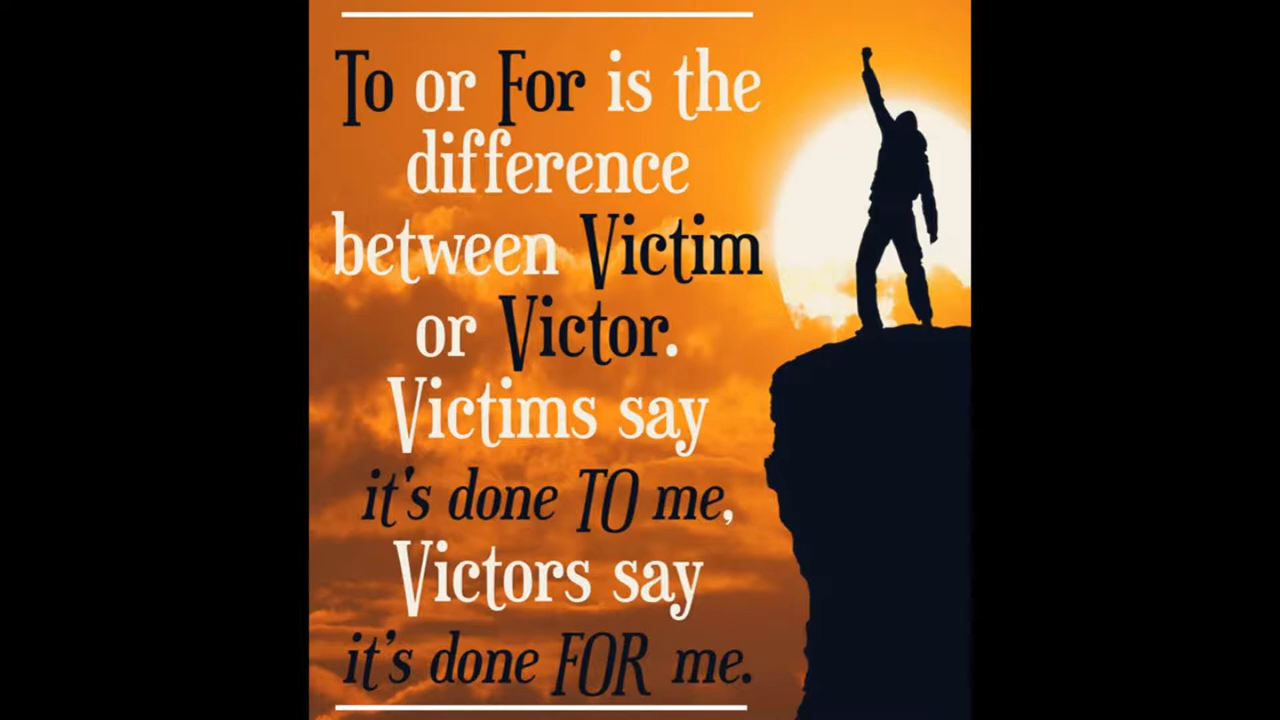 To or For is the
difference
between Victim
or Victor.
Victims say
it's done TO me,
Victors say
it's done FOR me.